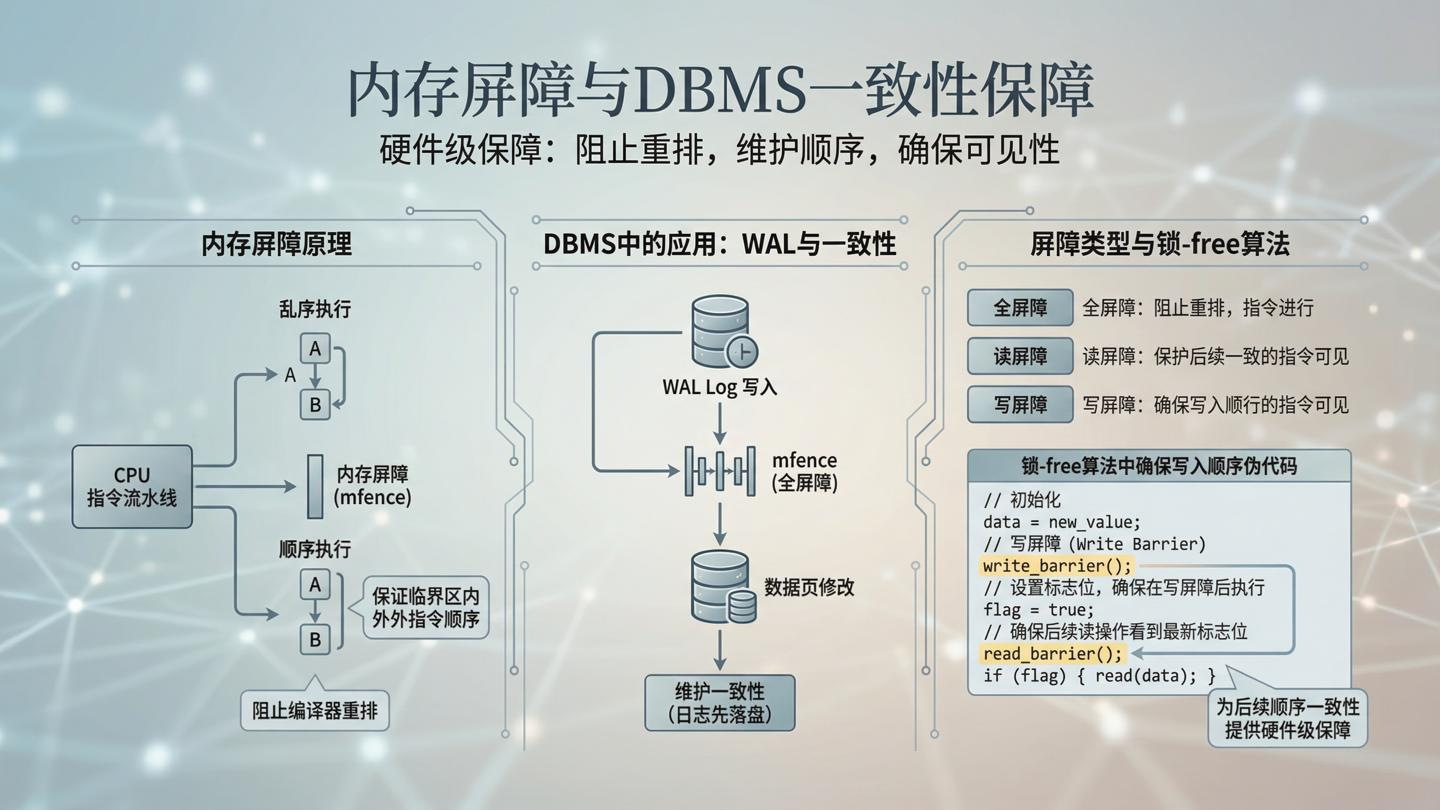 内存屏障与DBMS一致性保障
硬件级保障：阻止重排，维护顺序，确保可见性
内存屏障原理
乱序执行
A
A
B
CPU
指令流水线
内存屏障
(mfence)
顺序执行
A
B
保证临界区内
外外指令顺序
阻止编译器重排
DBMS中的应用：WAL与一致性
WAL Log 写入
mfence
(全屏障)
数据页修改
维护一致性
（日志先落盘）
屏障类型与锁-free算法
全屏障 全屏障：阻止重排，指令进行
读屏障 读屏障：保护后续一致的指令可见
写屏障 写屏障：确保写入顺行的指令可见
锁-free算法中确保写入顺序伪代码
// 初始化
data = new_value;
// 写屏障 (Write Barrier)
write_barrier();
// 设置标志位，确保在写屏障后执行
flag = true;
// 确保后续读操作看到最新标志位
read_barrier();
if (flag) { read(data); }
为后续顺序一致性
提供硬件级保障